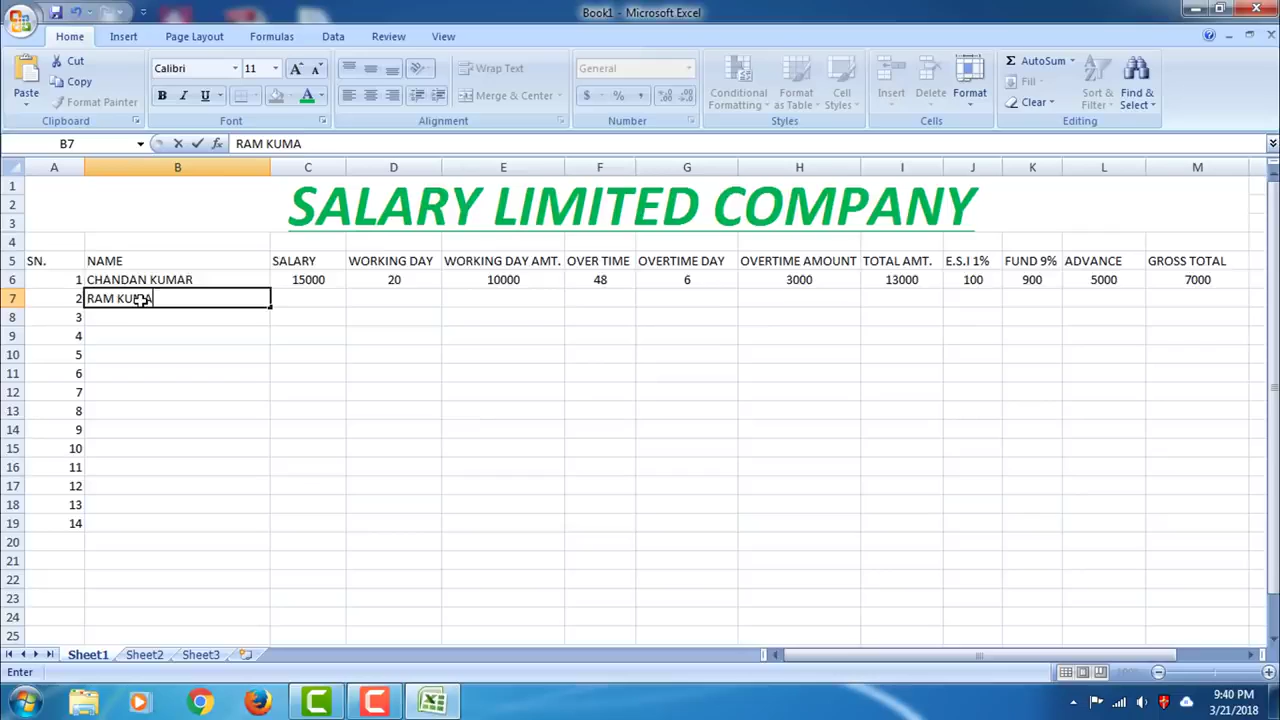 Book1 - Microsoft Excel
Home Insert Page Layout Formulas Data Review View
Paste Cut Copy Format Painter Clipboard
Calibri 11 B I U Font
Wrap Text Merge & Center Alignment
General $ % , Number
Conditional Formatting Format as Table Cell Styles Styles
Insert Delete Format Cells
Σ AutoSum Fill Clear Sort & Filter Find & Select Editing
B7 fx RAM KUMA
A B C D E F G H I J K L M
1
2 SALARY LIMITED COMPANY
3
4
5 SN. NAME SALARY WORKING DAY WORKING DAY AMT. OVER TIME OVERTIME DAY OVERTIME AMOUNT TOTAL AMT. E.S.I 1% FUND 9% ADVANCE GROSS TOTAL
6 1 CHANDAN KUMAR 15000 20 10000 48 6 3000 13000 100 900 5000 7000
7 2 RAM KUMA
8 3
9 4
10 5
11 6
12 7
13 8
14 9
15 10
16 11
17 12
18 13
19 14
20
21
22
23
24
25
Sheet1 Sheet2 Sheet3
Enter
9:40 PM
3/21/2018